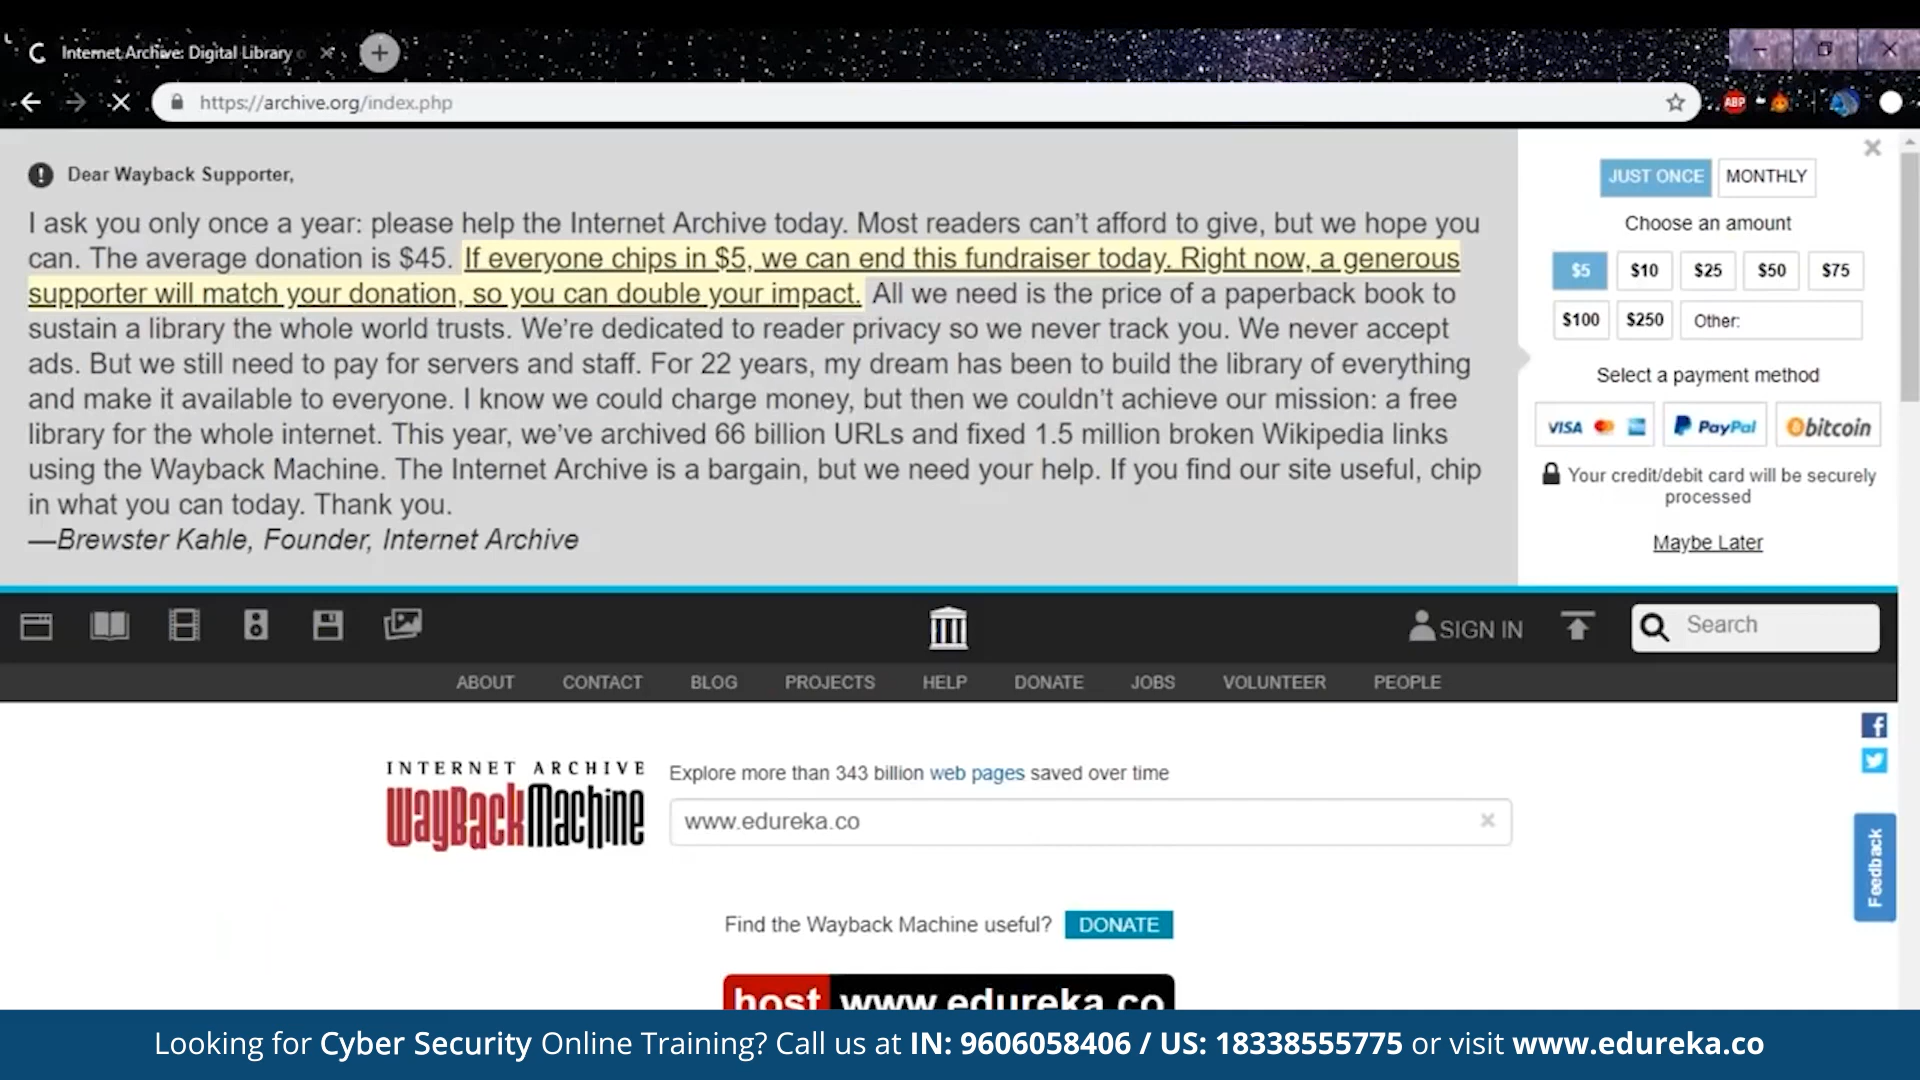 Internet Archive: Digital Library o
https://archive.org/index.php
ABP
Dear Wayback Supporter,
I ask you only once a year: please help the Internet Archive today. Most readers can’t afford to give, but we hope you
can. The average donation is $45. If everyone chips in $5, we can end this fundraiser today. Right now, a generous
supporter will match your donation, so you can double your impact. All we need is the price of a paperback book to
sustain a library the whole world trusts. We’re dedicated to reader privacy so we never track you. We never accept
ads. But we still need to pay for servers and staff. For 22 years, my dream has been to build the library of everything
and make it available to everyone. I know we could charge money, but then we couldn’t achieve our mission: a free
library for the whole internet. This year, we’ve archived 66 billion URLs and fixed 1.5 million broken Wikipedia links
using the Wayback Machine. The Internet Archive is a bargain, but we need your help. If you find our site useful, chip
in what you can today. Thank you.
—Brewster Kahle, Founder, Internet Archive
JUST ONCE MONTHLY
Choose an amount
$5 $10 $25 $50 $75
$100 $250 Other:
Select a payment method
VISA PayPal bitcoin
Your credit/debit card will be securely
processed
Maybe Later
SIGN IN Search
ABOUT CONTACT BLOG PROJECTS HELP DONATE JOBS VOLUNTEER PEOPLE
INTERNET ARCHIVE
WayBackMachine
Explore more than 343 billion web pages saved over time
www.edureka.co
Feedback
Find the Wayback Machine useful? DONATE
host www.edureka.co
Looking for Cyber Security Online Training? Call us at IN: 9606058406 / US: 18338555775 or visit www.edureka.co